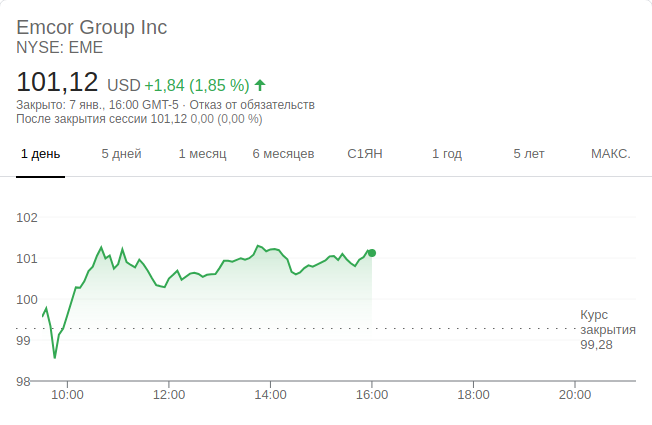 Emcor Group Inc
NYSE: EME
101,12 USD +1,84 (1,85 %)
Закрыто: 7 янв., 16:00 GMT-5 · Отказ от обязательств
После закрытия сессии 101,12 0,00 (0,00 %)
1 день 5 дней 1 месяц 6 месяцев С1ЯН 1 год 5 лет МАКС.
102
101
100
Курс
закрытия
99
99,28
98
10:00 12:00 14:00 16:00 18:00 20:00